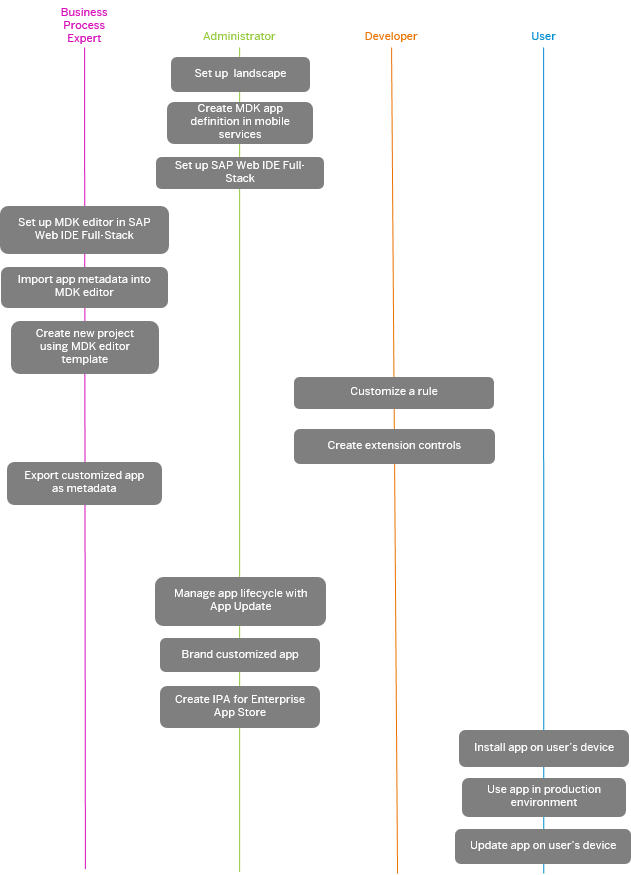 Business
Process
Expert
Administrator
Developer
User
Set up landscape
Create MDK app
definition in mobile
services
Set up SAP Web IDE Full-
Stack
Set up MDK editor in SAP
Web IDE Full-Stack
Import app metadata into
MDK editor
Create new project
using MDK editor
template
Customize a rule
Create extension controls
Export customized app
as metadata
Manage app lifecycle with
App Update
Brand customized app
Create IPA for Enterprise
App Store
Install app on user's device
Use app in production
environment
Update app on user's device